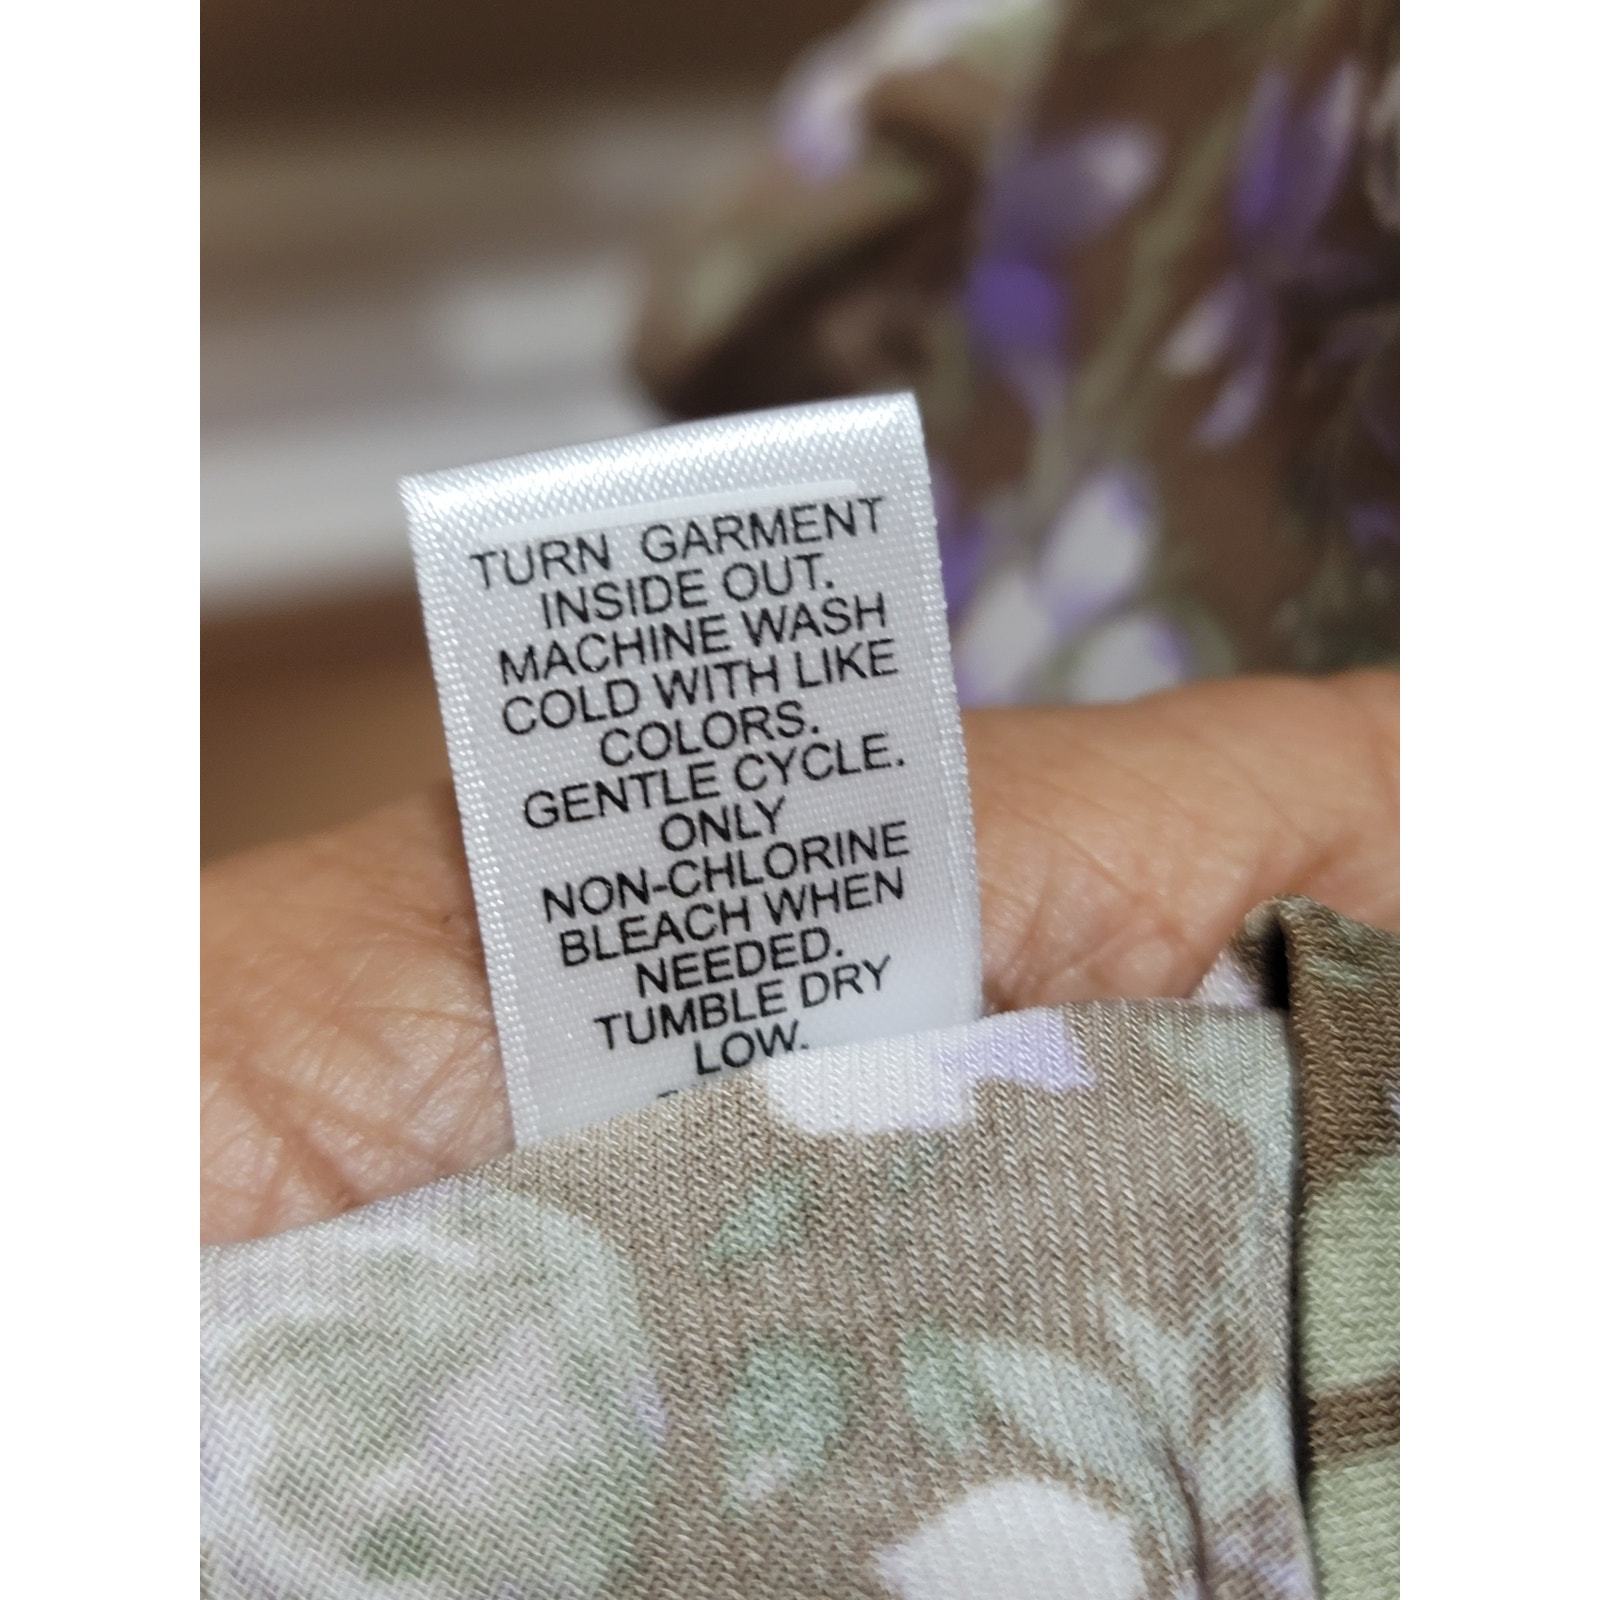 TURN GARMENT
INSIDE OUT.
MACHINE WASH
COLD WITH LIKE
COLORS.
GENTLE CYCLE.
ONLY
NON-CHLORINE
BLEACH WHEN
NEEDED.
TUMBLE DRY
LOW.